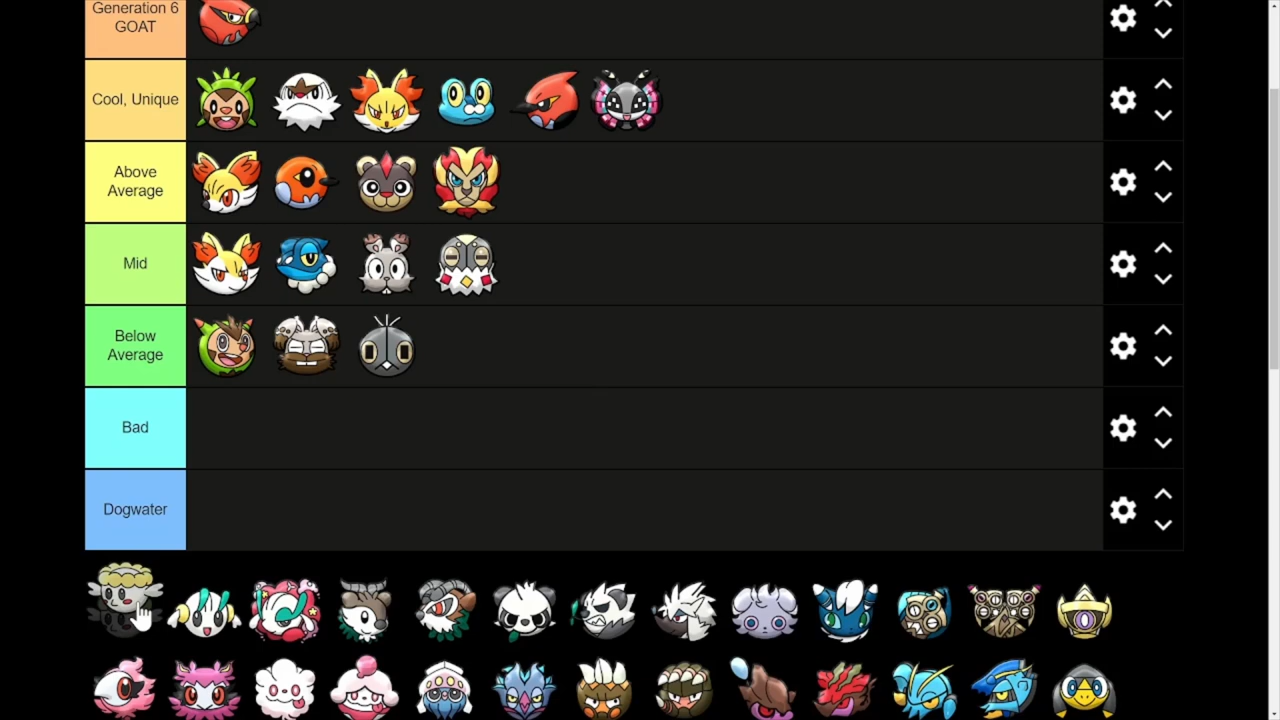 Generation 6
GOAT
Cool, Unique
Above
Average
Mid
Below
Average
Bad
Dogwater